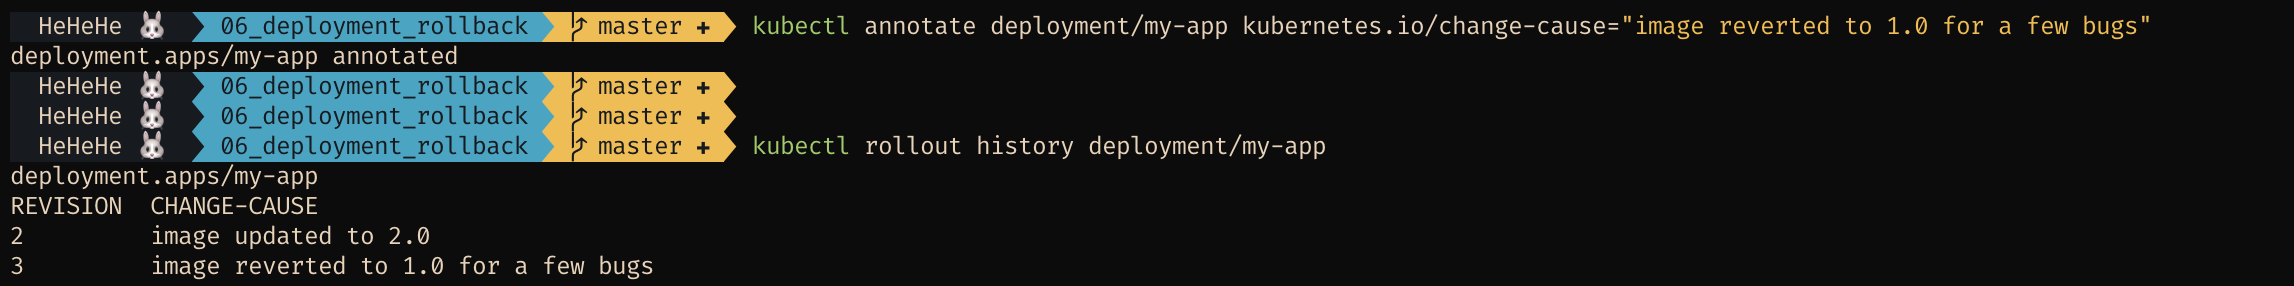 HeHeHe 🐰 06_deployment_rollback master + kubectl annotate deployment/my-app kubernetes.io/change-cause="image reverted to 1.0 for a few bugs"
deployment.apps/my-app annotated
HeHeHe 🐰 06_deployment_rollback master +
HeHeHe 🐰 06_deployment_rollback master +
HeHeHe 🐰 06_deployment_rollback master + kubectl rollout history deployment/my-app
deployment.apps/my-app
REVISION CHANGE-CAUSE
2 image updated to 2.0
3 image reverted to 1.0 for a few bugs